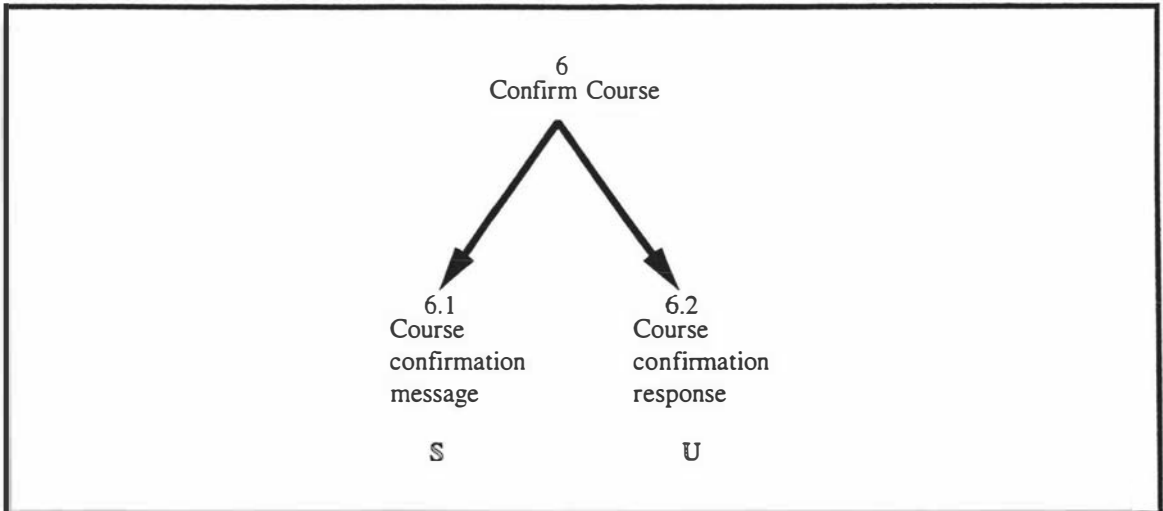 6
Confirm Course
6.1
Course
confirmation
message
6.2
Course
confirmation
response
S
U